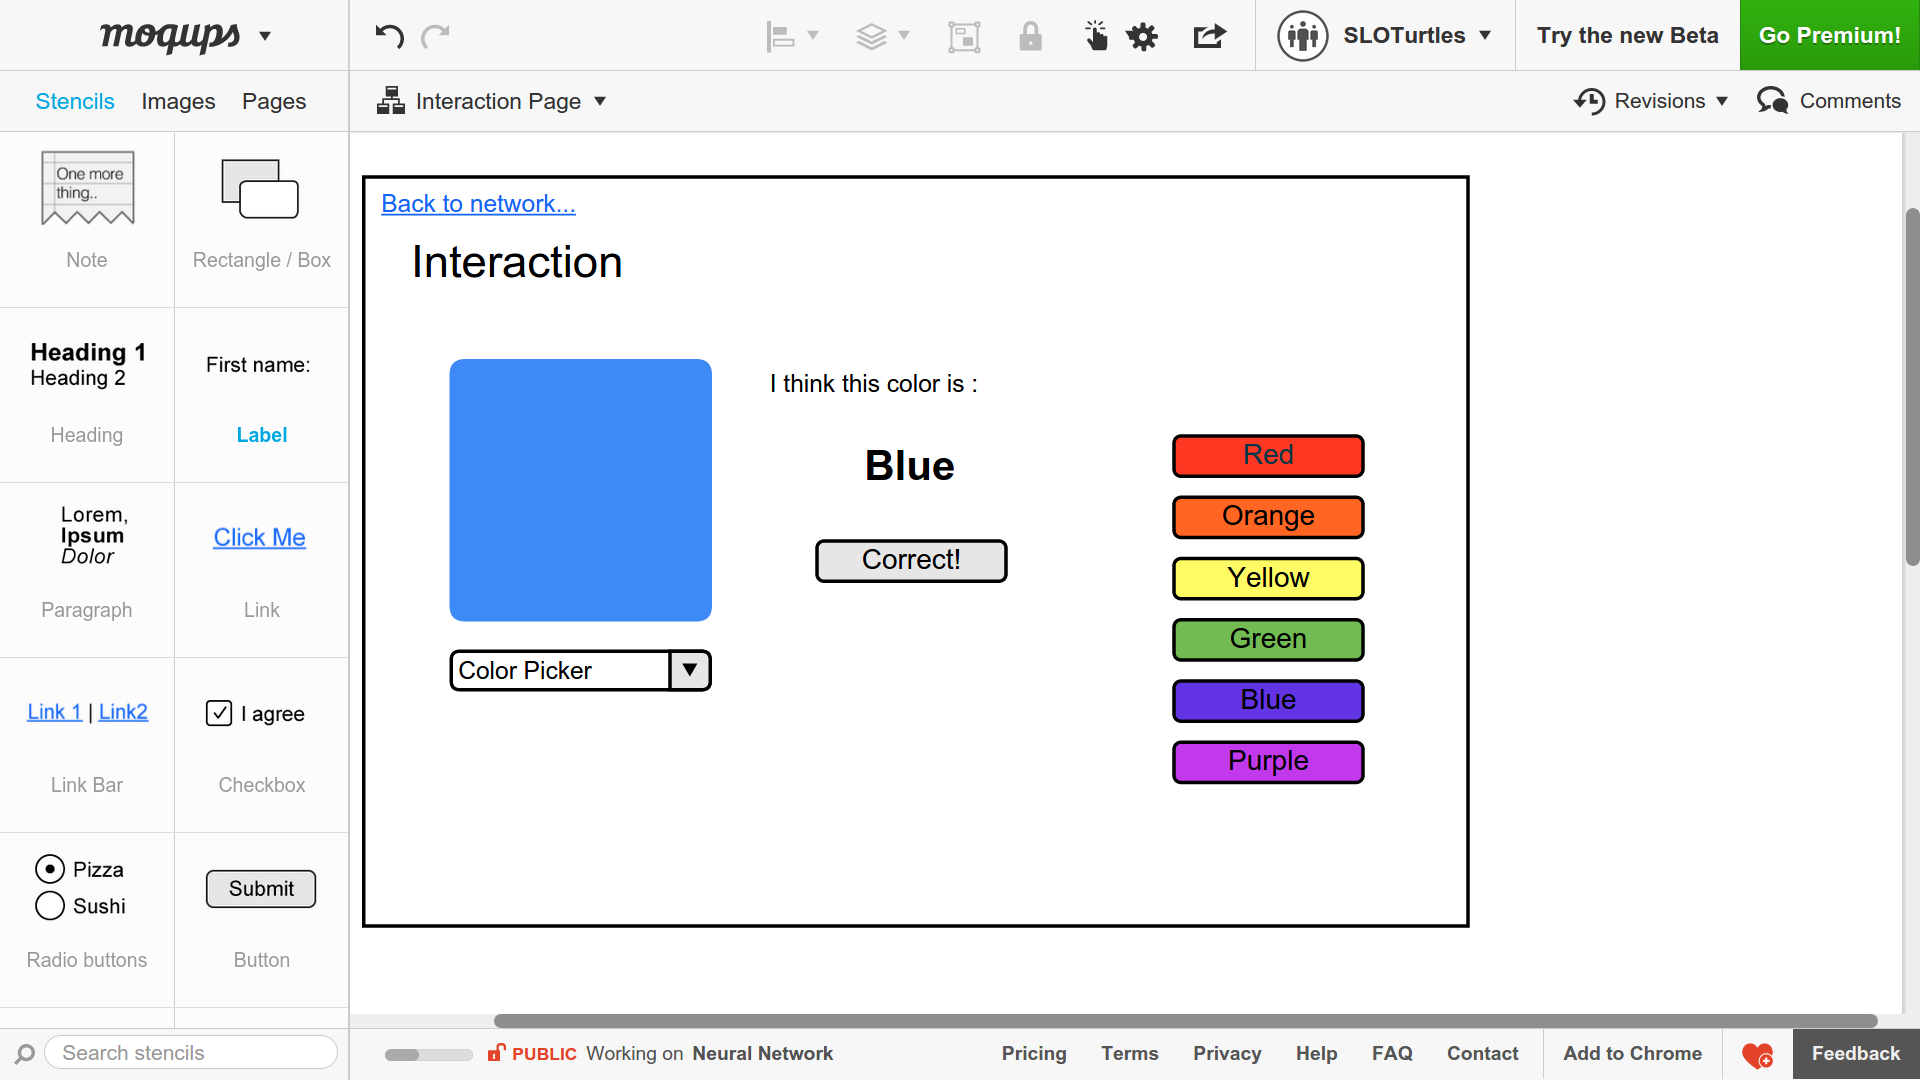 moqups
SLOTurtles
Try the new Beta
Go Premium!
Stencils Images Pages
Interaction Page
Revisions
Comments
One more
thing..
Note
Rectangle / Box
Heading 1
Heading 2
Heading
First name:
Label
Lorem,
Ipsum
Dolor
Paragraph
Click Me
Link
Link 1 | Link2
Link Bar
I agree
Checkbox
Pizza
Sushi
Radio buttons
Submit
Button
Search stencils
Back to network...
Interaction
I think this color is :
Blue
Correct!
Color Picker
Red
Orange
Yellow
Green
Blue
Purple
PUBLIC Working on Neural Network
Pricing Terms Privacy Help FAQ Contact
Add to Chrome
Feedback